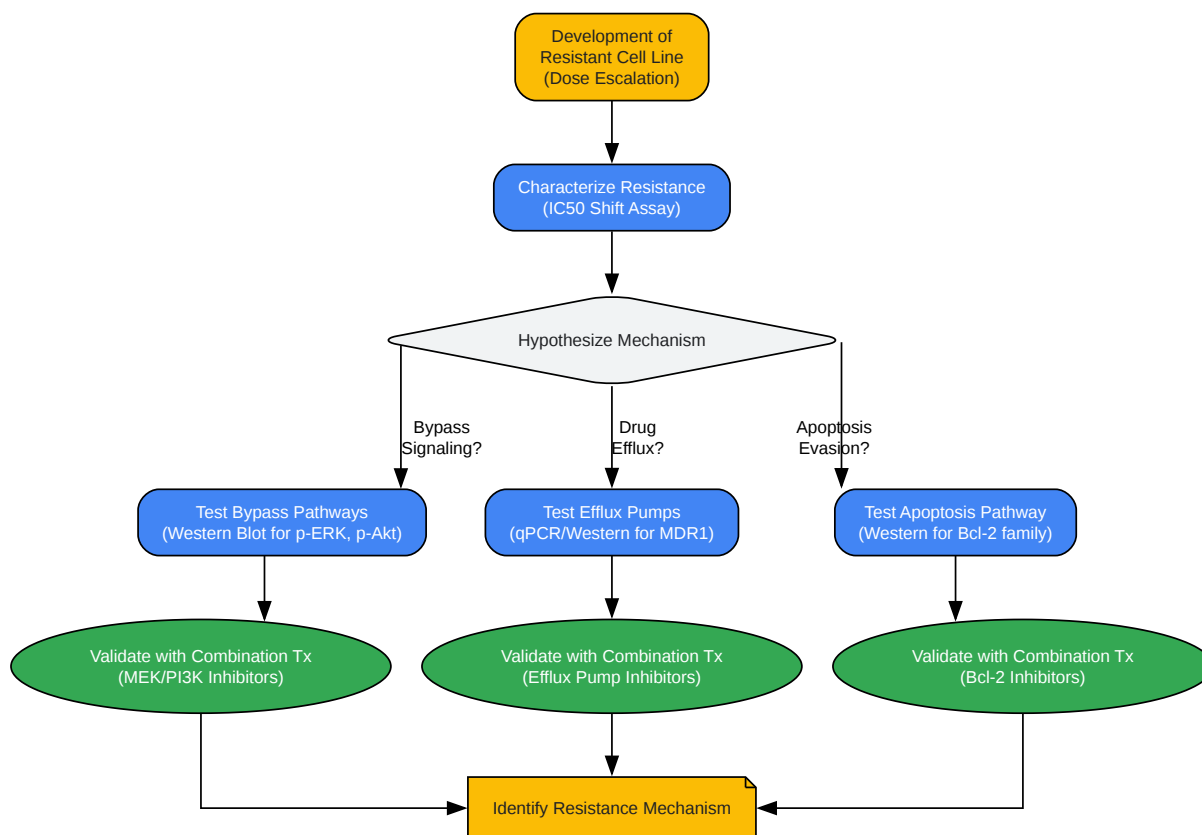 Development of
Resistant Cell Line
(Dose Escalation)
Characterize Resistance
(IC50 Shift Assay)
Hypothesize Mechanism
Bypass
Signaling?
Drug
Efflux?
Apoptosis
Evasion?
Test Bypass Pathways
(Western Blot for p-ERK, p-Akt)
Test Efflux Pumps
(qPCR/Western for MDR1)
Test Apoptosis Pathway
(Western for Bcl-2 family)
Validate with Combination Tx
(MEK/PI3K Inhibitors)
Validate with Combination Tx
(Efflux Pump Inhibitors)
Validate with Combination Tx
(Bcl-2 Inhibitors)
Identify Resistance Mechanism